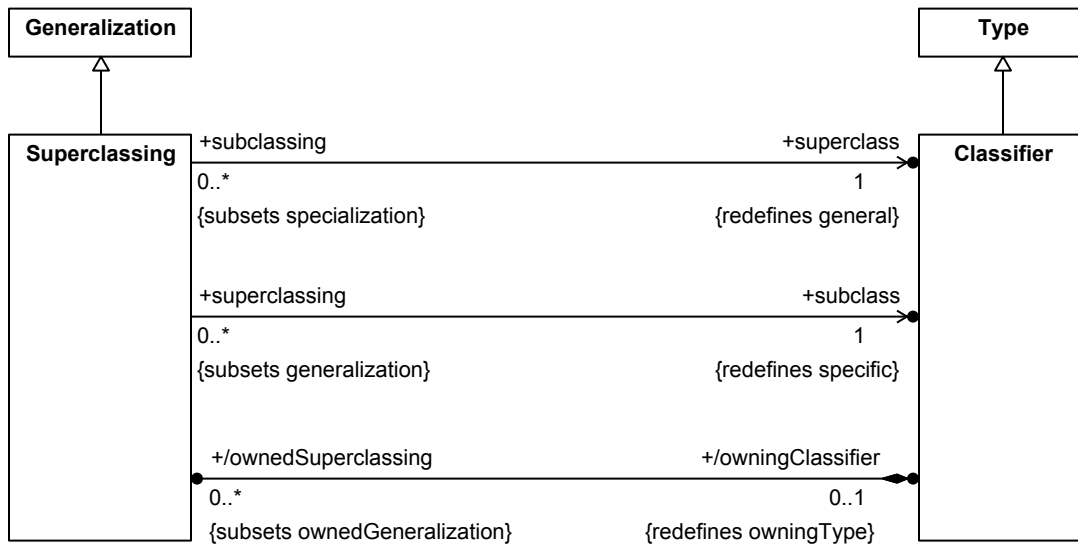 Generalization
Type
Superclassing
Classifier
+subclassing
+superclass
0..*
1
{subsets specialization}
{redefines general}
+superclassing
+subclass
0..*
1
{subsets generalization}
{redefines specific}
+/ownedSuperclassing
+/owningClassifier
0..*
0..1
{subsets ownedGeneralization}
{redefines owningType}